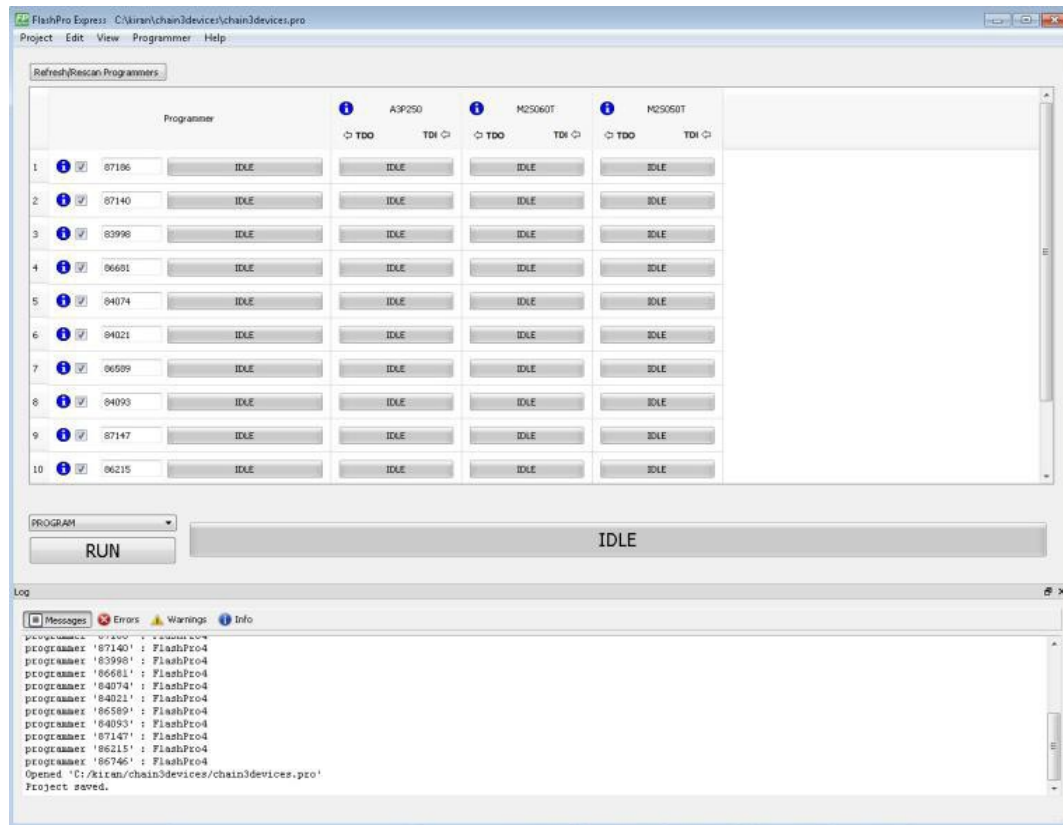 FlashPro Express C:\kiran\chain3devices\chain3devices.pro
Project Edit View Programmer Help
Refresh/Rescan Programmers
Programmer
A3P250 M2S060T M2S050T
TDO TDI TDO TDI TDO TDI
1 87186 IDLE IDLE IDLE IDLE
2 87140 IDLE IDLE IDLE IDLE
3 83998 IDLE IDLE IDLE IDLE
4 86681 IDLE IDLE IDLE IDLE
5 84074 IDLE IDLE IDLE IDLE
6 84021 IDLE IDLE IDLE IDLE
7 86589 IDLE IDLE IDLE IDLE
8 84093 IDLE IDLE IDLE IDLE
9 87147 IDLE IDLE IDLE IDLE
10 86215 IDLE IDLE IDLE IDLE
PROGRAM
RUN IDLE
Log
Messages Errors Warnings Info
programmer '87140' : FlashPro4
programmer '83998' : FlashPro4
programmer '86681' : FlashPro4
programmer '84074' : FlashPro4
programmer '84021' : FlashPro4
programmer '86589' : FlashPro4
programmer '84093' : FlashPro4
programmer '87147' : FlashPro4
programmer '86215' : FlashPro4
programmer '86746' : FlashPro4
Opened 'C:/kiran/chain3devices/chain3devices.pro'
Project saved.